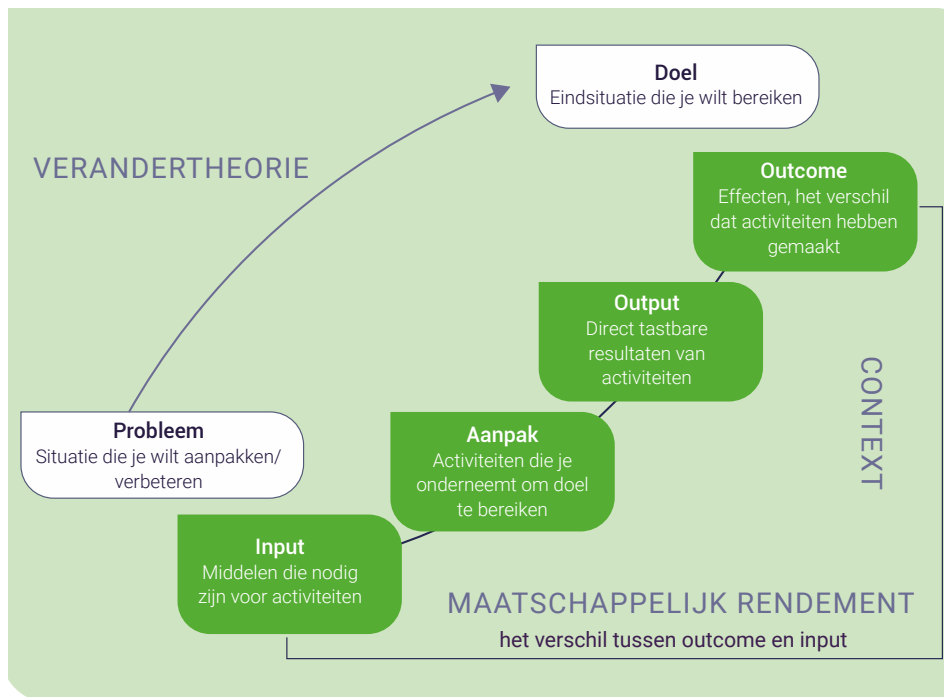 Doel
Eindsituatie die je wilt bereiken
VERANDERTHEORIE
Outcome
Effecten, het verschil
dat activiteiten hebben
gemaakt
Output
Direct tastbare
resultaten van
activiteiten
CONTEXT
Probleem
Situatie die je wilt aanpakken/
verbeteren
Aanpak
Activiteiten die je
onderneemt om doel
te bereiken
Input
Middelen die nodig
zijn voor activiteiten
MAATSCHAPPELIJK RENDEMENT
het verschil tussen outcome en input